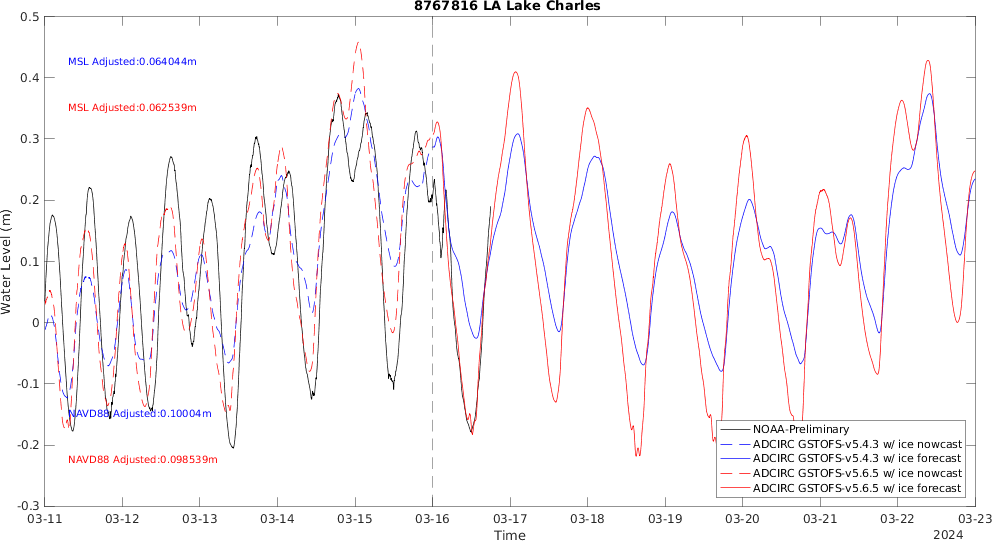 8767816 LA Lake Charles
0.5
0.4
0.3
0.2
0.1
0
-0.1
-0.2
-0.3
Water Level (m)
MSL Adjusted:0.064044m
MSL Adjusted:0.062539m
NAVD88 Adjusted:0.10004m
NAVD88 Adjusted:0.098539m
NOAA-Preliminary
ADCIRC GSTOFS-v5.4.3 w/ ice nowcast
ADCIRC GSTOFS-v5.4.3 w/ ice forecast
ADCIRC GSTOFS-v5.6.5 w/ ice nowcast
ADCIRC GSTOFS-v5.6.5 w/ ice forecast
03-11 03-12 03-13 03-14 03-15 03-16 03-17 03-18 03-19 03-20 03-21 03-22 03-23
Time
2024